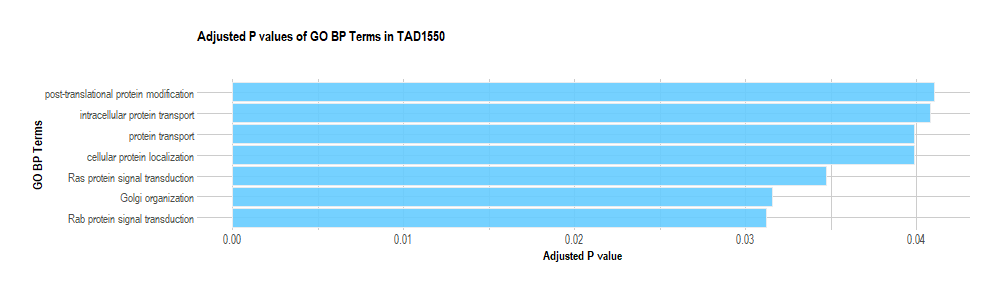 Adjusted P values of GO BP Terms in TAD1550
GO BP Terms
post-translational protein modification
intracellular protein transport
protein transport
cellular protein localization
Ras protein signal transduction
Golgi organization
Rab protein signal transduction
0.00 0.01 0.02 0.03 0.04
Adjusted P value